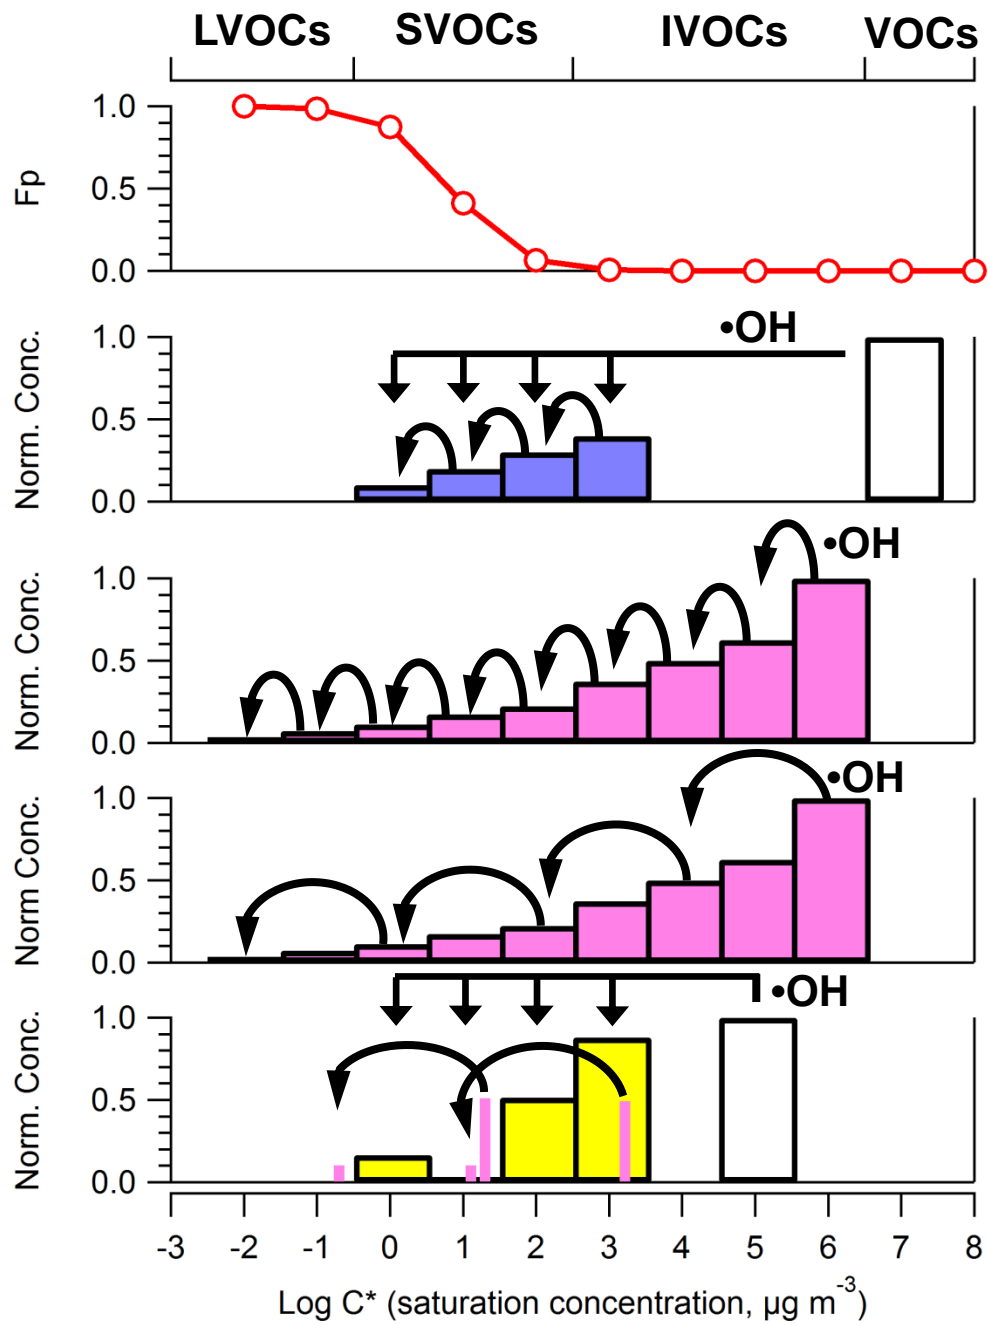 LVOCs SVOCs IVOCs VOCs
1.0
0.5
0.0
Fp
•OH
1.0
0.5
0.0
Norm. Conc.
•OH
1.0
0.5
0.0
Norm. Conc.
•OH
1.0
0.5
0.0
Norm Conc.
•OH
1.0
0.5
0.0
Norm. Conc.
-3 -2 -1 0 1 2 3 4 5 6 7 8
Log C* (saturation concentration, µg m⁻³)